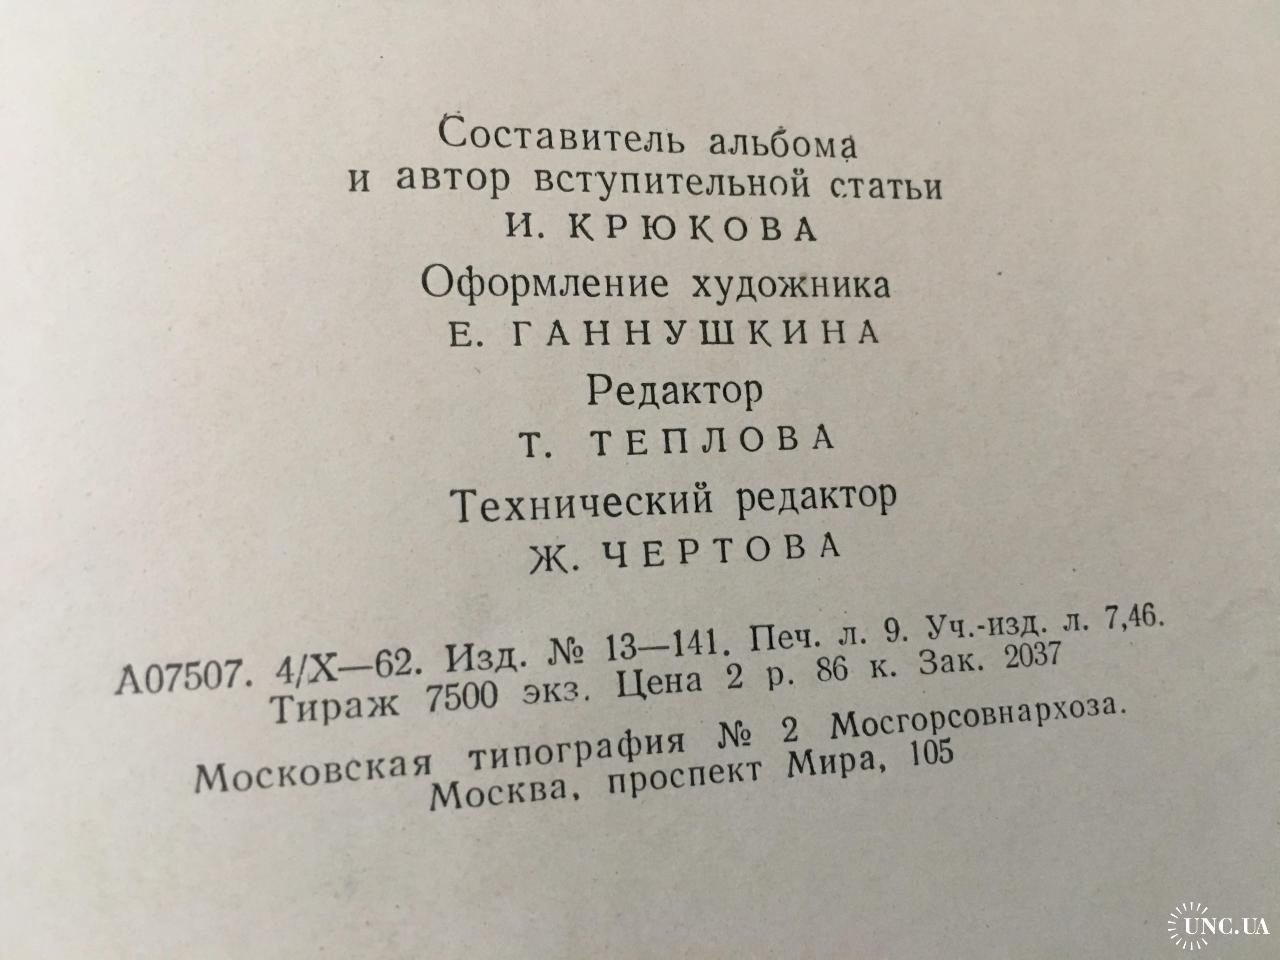 Составитель альбома
и автор вступительной статьи
И. КРЮКОВА
Оформление художника
Е. ГАННУШКИНА
Редактор
Т. ТЕПЛОВА
Технический редактор
Ж. ЧЕРТОВА
А07507. 4/X—62. Изд. № 13—141. Печ. л. 9. Уч.-изд. л. 7,46.
Тираж 7500 экз. Цена 2 р. 86 к. Зак. 2037
Московская типография № 2 Мосгорсовнархоза.
Москва, проспект Мира, 105
UNC.UA